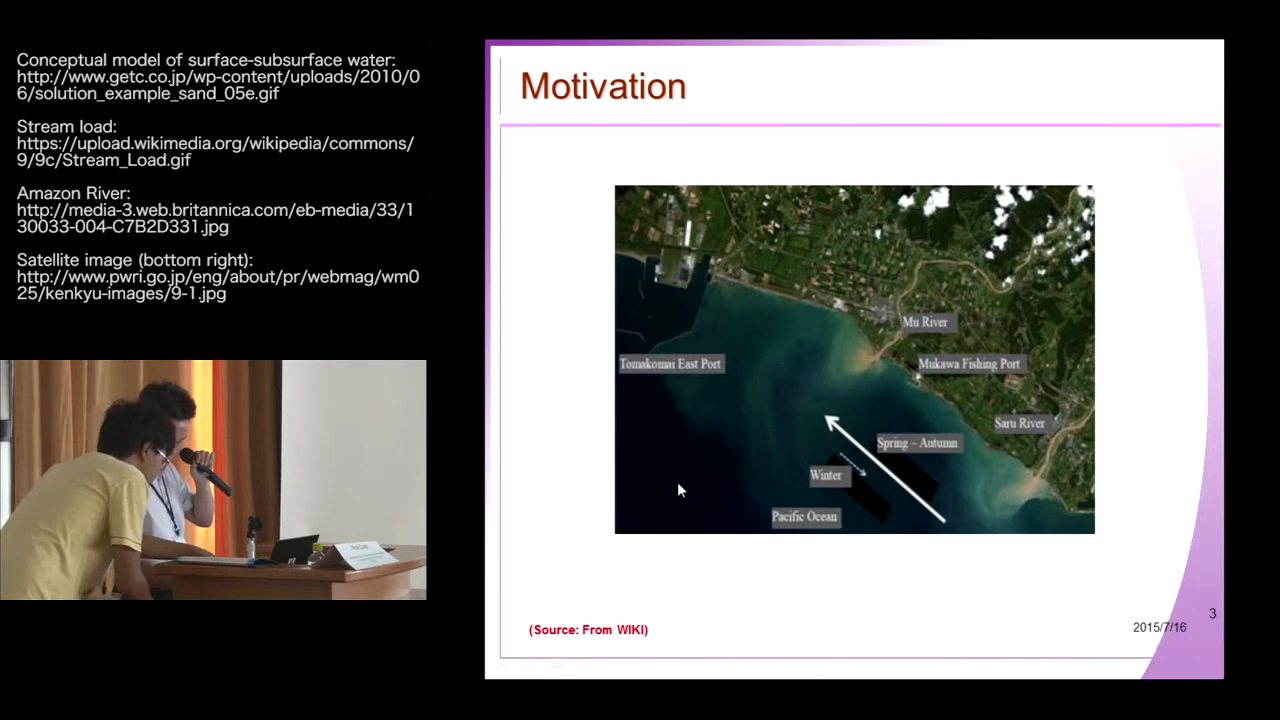 Conceptual model of surface-subsurface water:
http://www.getc.co.jp/wp-content/uploads/2010/0
6/solution_example_sand_05e.gif
Stream load:
https://upload.wikimedia.org/wikipedia/commons/
9/9c/Stream_Load.gif
Amazon River:
http://media-3.web.britannica.com/eb-media/33/1
30033-004-C7B2D331.jpg
Satellite image (bottom right):
http://www.pwri.go.jp/eng/about/pr/webmag/wm0
25/kenkyu-images/9-1.jpg
Motivation
Mu River
Tomakomai East Port
Mukawa Fishing Port
Saru River
Spring – Autumn
Winter
Pacific Ocean
(Source: From WIKI)
2015/7/16
3